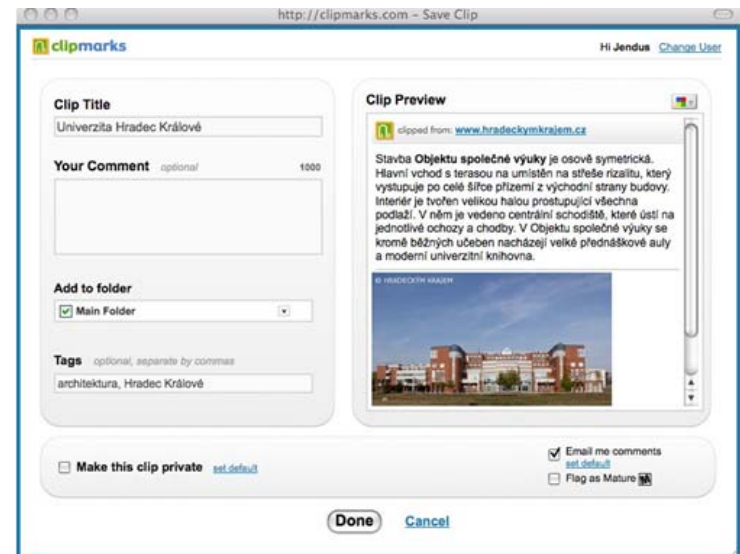 http://clipmarks.com – Save Clip
clipmarks
Hi Jendus Change User
Clip Title
Univerzita Hradec Králové
Your Comment optional 1000
Add to folder
Main Folder
Tags optional, separate by commas
architektura, Hradec Králové
Clip Preview
clipped from: www.hradeckymkrajem.cz
Stavba Objektu společné výuky je osově symetrická.
Hlavní vchod s terasou na umístěn na střeše rizalitu, který
vystupuje po celé šířce přízemí z východní strany budovy.
Interiér je tvořen velikou halou prostupující všechna
podlaží. V něm je vedeno centrální schodiště, které ústí na
jednotlivé ochozy a chodby. V Objektu společné výuky se
kromě běžných učeben nacházejí velké přednáškové auly
a moderní univerzitní knihovna.
© HRADECKÝM KRAJEM
Make this clip private set default
Email me comments
set default
Flag as Mature
Done Cancel